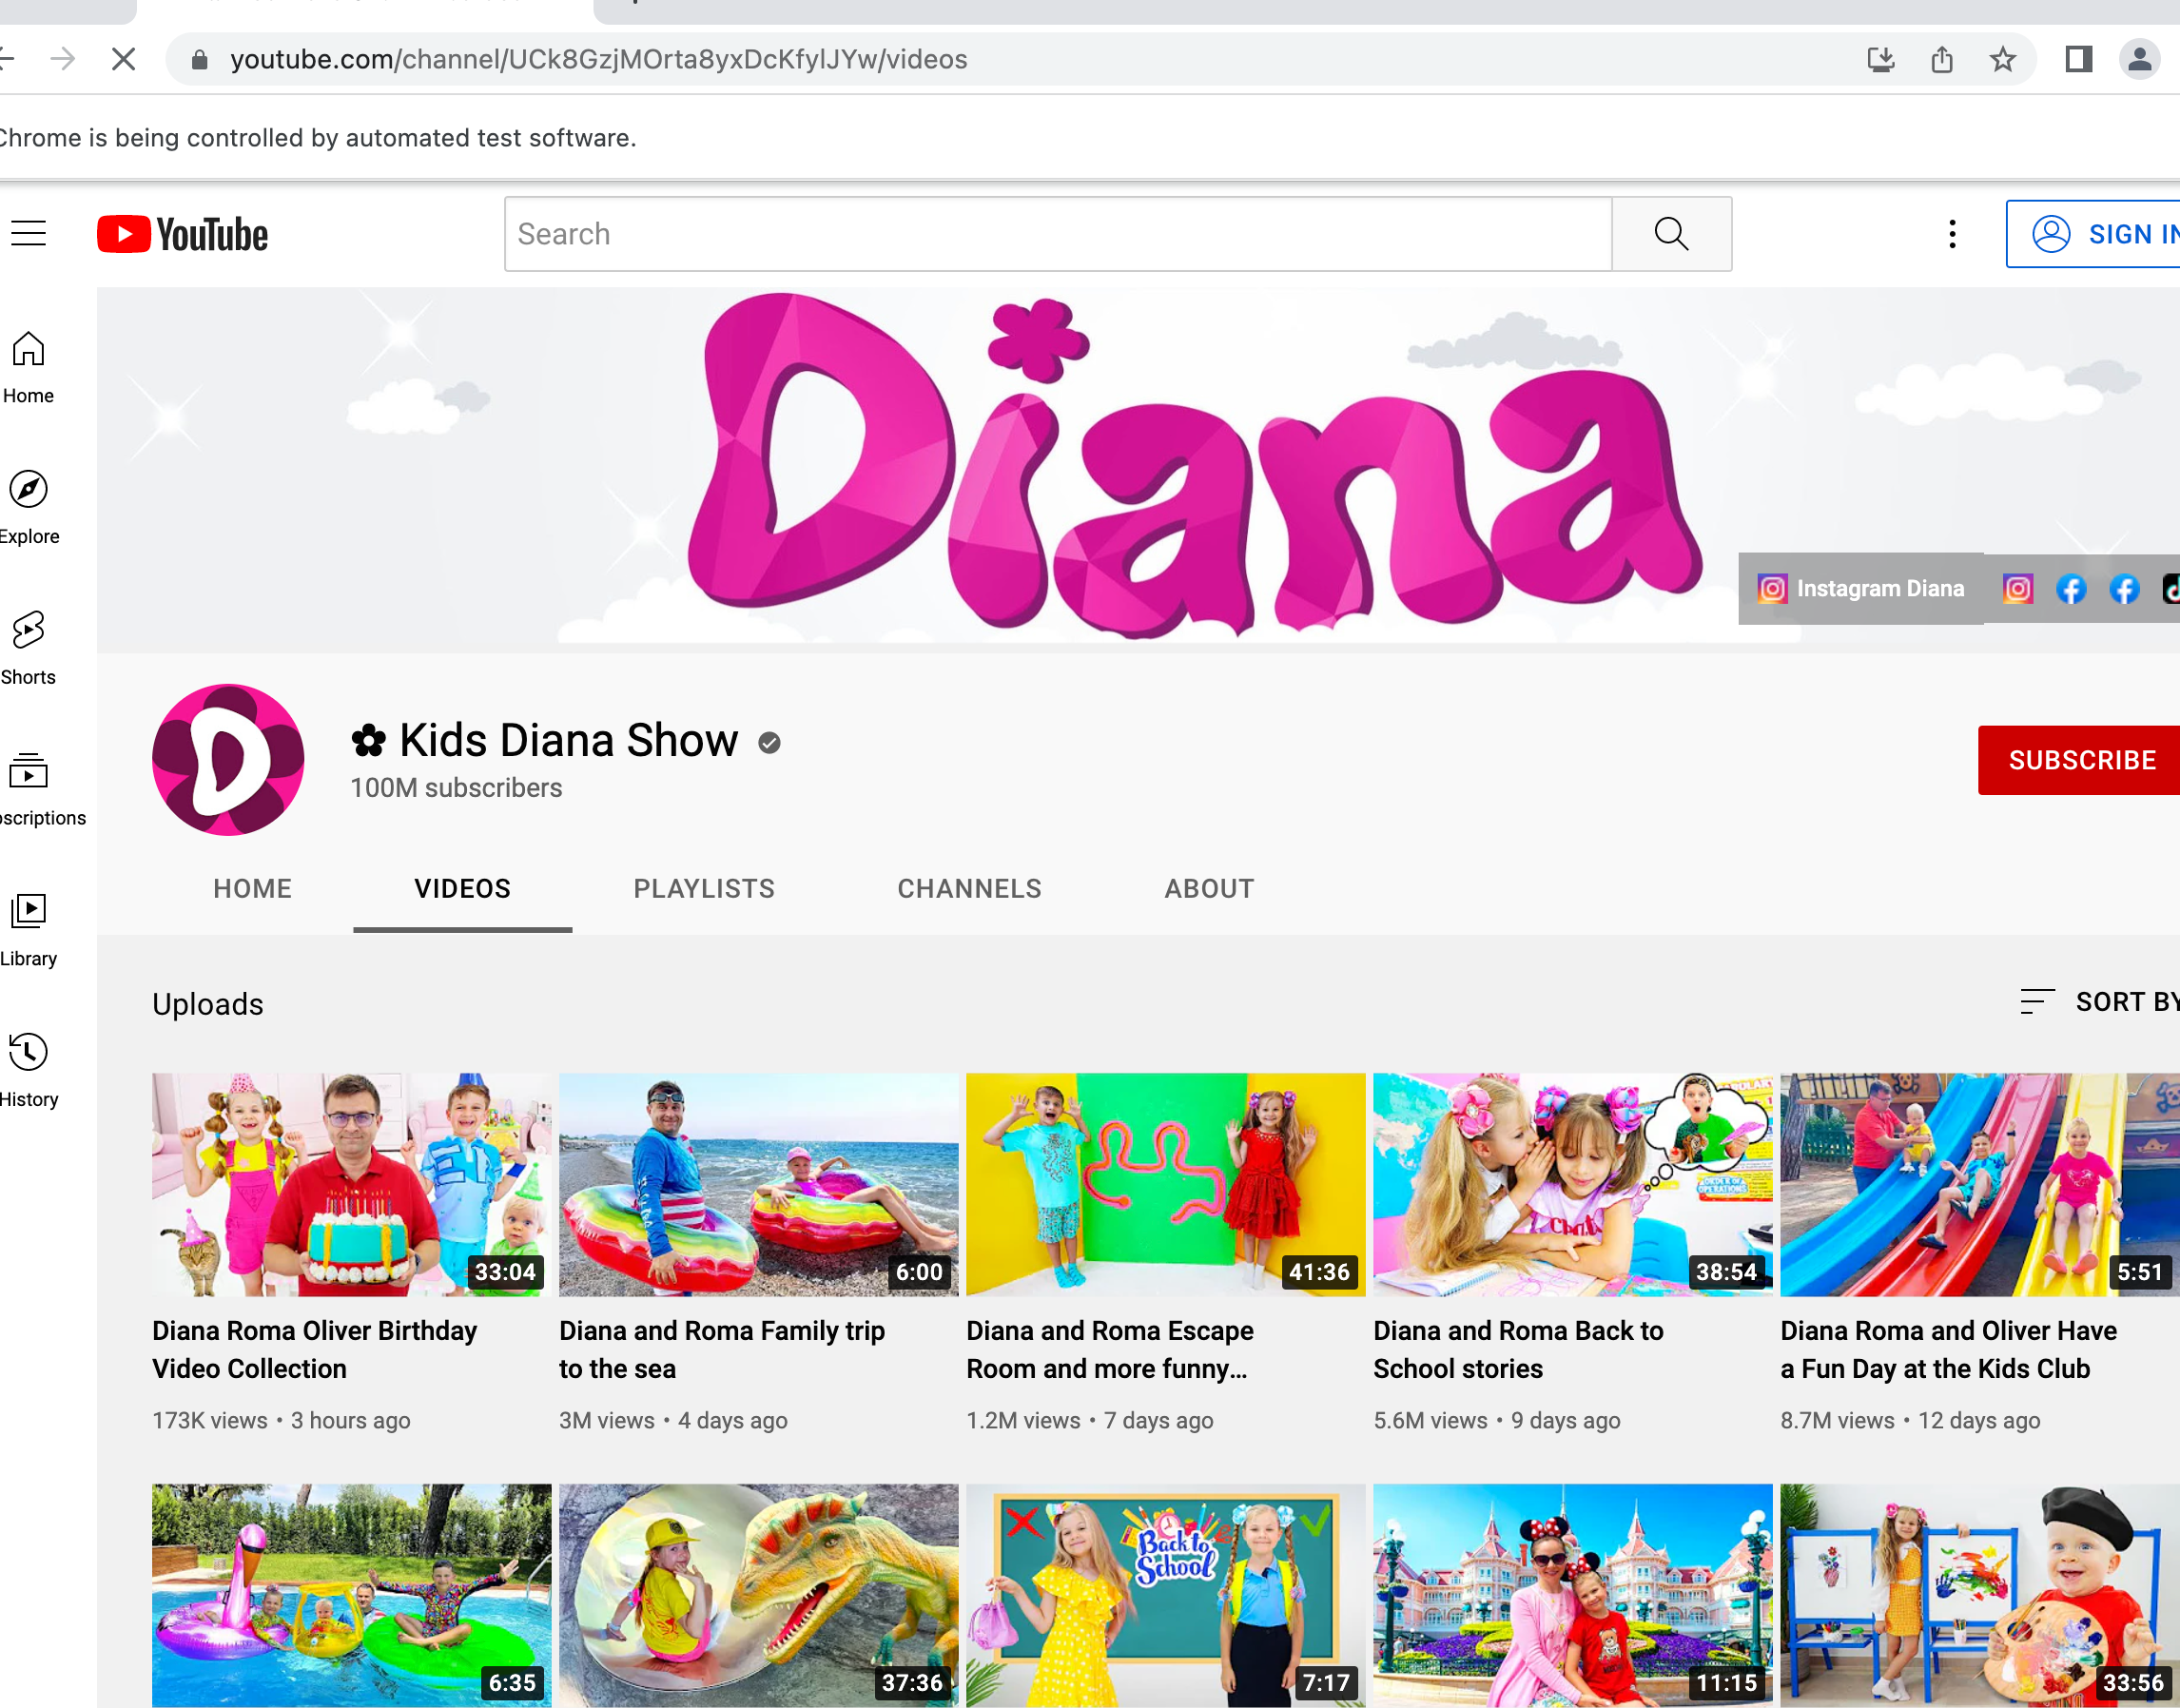 youtube.com/channel/UCk8GzjMOrta8yxDcKfylJYw/videos
Chrome is being controlled by automated test software.
YouTube
Search
SIGN IN
Diana
Instagram Diana
Home
Explore
Shorts
bscriptions
Library
History
Kids Diana Show
100M subscribers
SUBSCRIBE
HOME VIDEOS PLAYLISTS CHANNELS ABOUT
Uploads
SORT BY
33:04
6:00
41:36
38:54
5:51
Diana Roma Oliver Birthday
Video Collection
173K views • 3 hours ago
Diana and Roma Family trip
to the sea
3M views • 4 days ago
Diana and Roma Escape
Room and more funny...
1.2M views • 7 days ago
Diana and Roma Back to
School stories
5.6M views • 9 days ago
Diana Roma and Oliver Have
a Fun Day at the Kids Club
8.7M views • 12 days ago
6:35
37:36
Back to
School
7:17
11:15
33:56